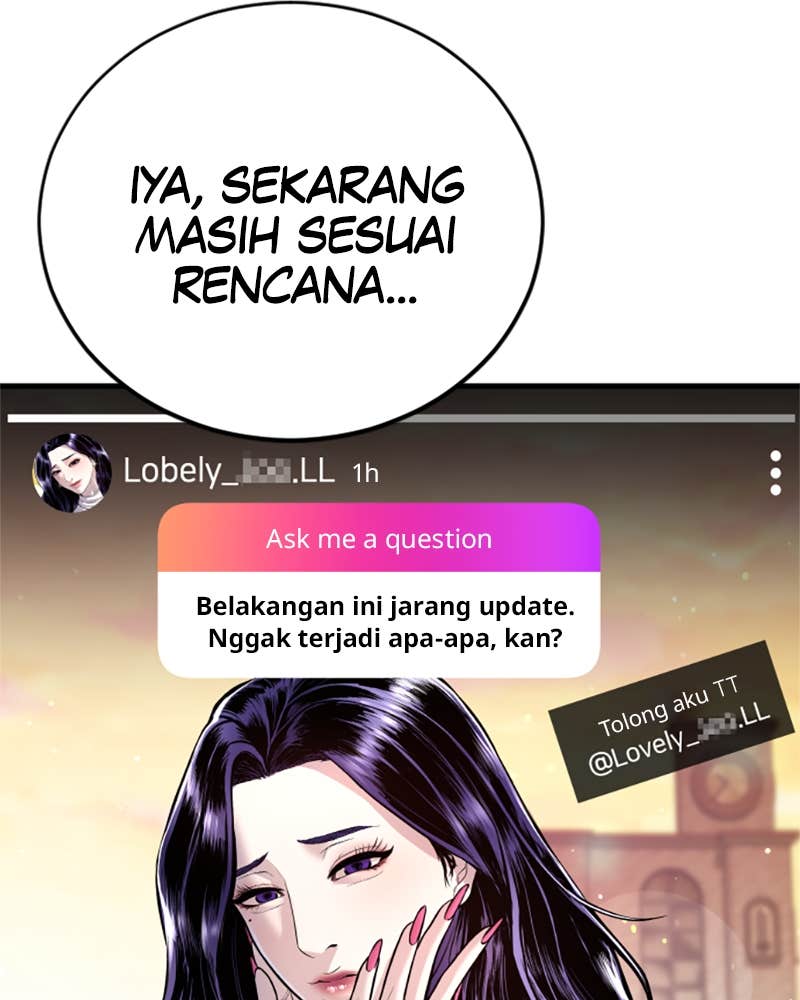 IYA, SEKARANG
MASIH SESUAI
RENCANA...
Lobely_ .LL 1h
Ask me a question
Belakangan ini jarang update.
Nggak terjadi apa-apa, kan?
Tolong aku TT
@Lovely_ .LL